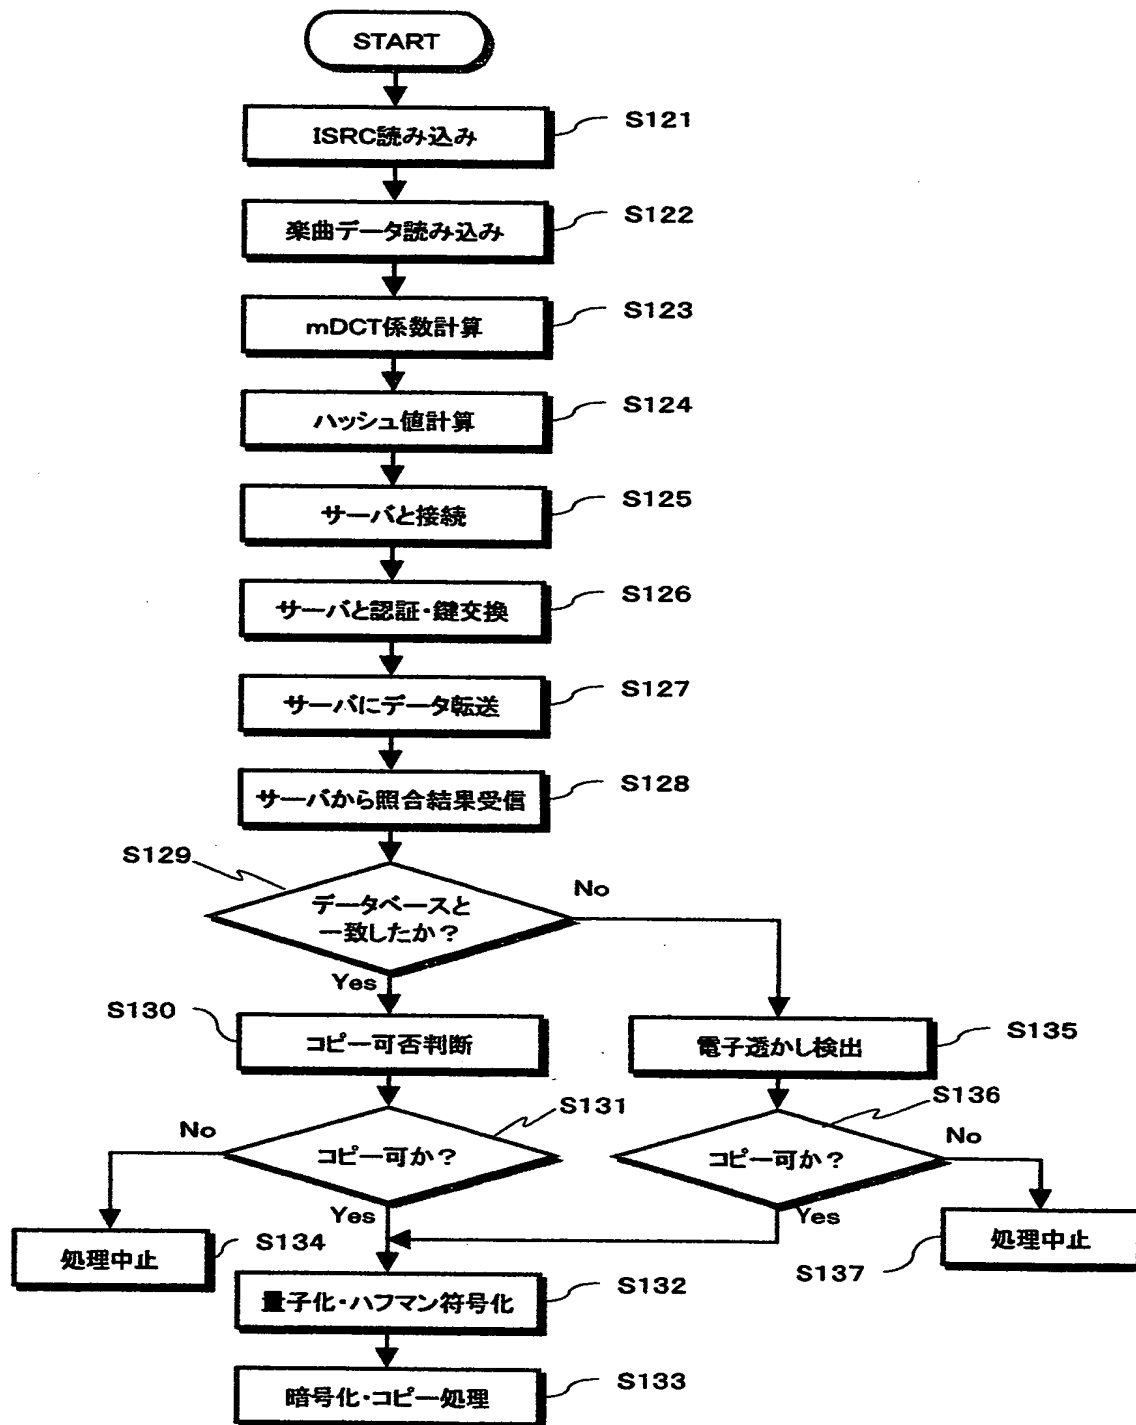 START
ISRC読み込み
S121
楽曲データ読み込み
S122
mDCT係数計算
S123
ハッシュ値計算
S124
サーバと接続
S125
サーバと認証・鍵交換
S126
サーバにデータ転送
S127
サーバから照合結果受信
S128
S129
データベースと
一致したか？
No
Yes
S130
コピー可否判断
電子透かし検出
S135
S131
コピー可か？
No
Yes
S136
コピー可か？
No
Yes
処理中止
S134
処理中止
S137
量子化・ハフマン符号化
S132
暗号化・コピー処理
S133